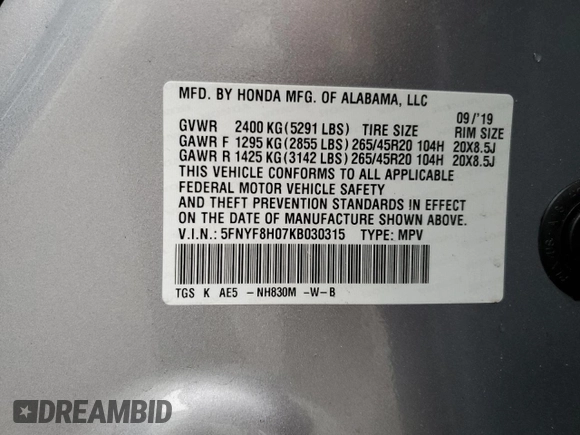 MFD. BY HONDA MFG. OF ALABAMA, LLC
09/'19
GVWR 2400 KG(5291 LBS) TIRE SIZE RIM SIZE
GAWR F 1295 KG(2855 LBS) 265/45R20 104H 20X8.5J
GAWR R 1425 KG(3142 LBS) 265/45R20 104H 20X8.5J
THIS VEHICLE CONFORMS TO ALL APPLICABLE
FEDERAL MOTOR VEHICLE SAFETY
AND THEFT PREVENTION STANDARDS IN EFFECT
ON THE DATE OF MANUFACTURE SHOWN ABOVE.
V.I.N.: 5FNYF8H07KB030315 TYPE: MPV
TGS K AE5 -NH830M -W-B
DREAMBID